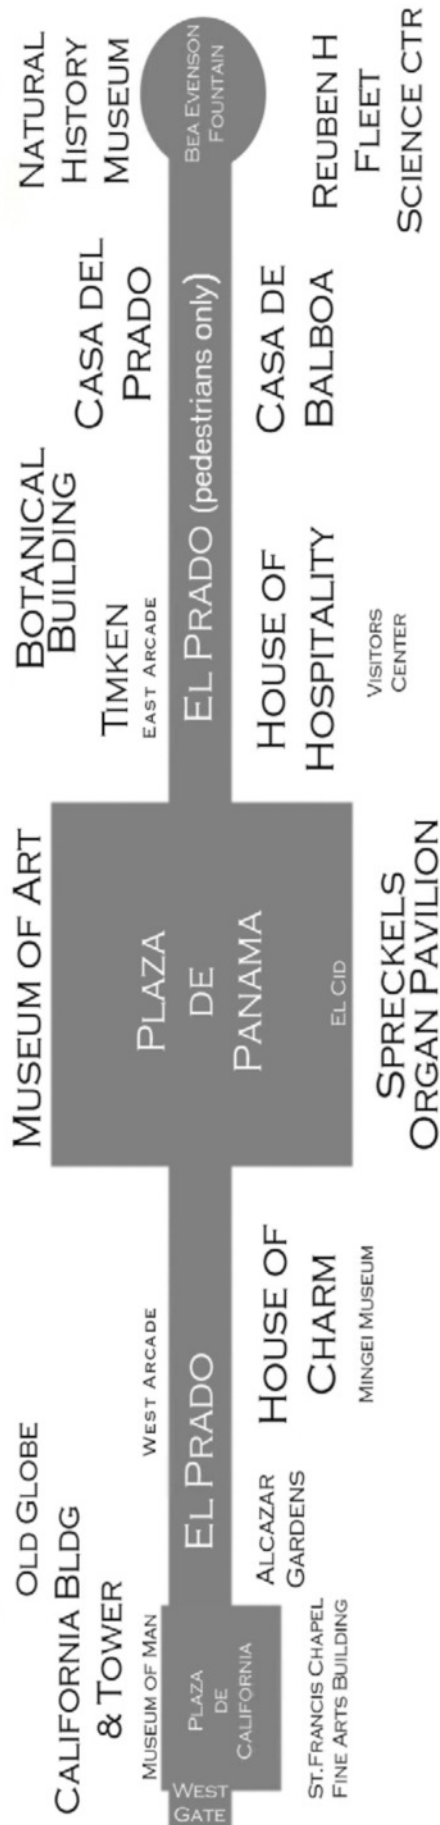 OLD GLOBE
CALIFORNIA BLDG
& TOWER
MUSEUM OF MAN
WEST ARCADE
MUSEUM OF ART
BOTANICAL
BUILDING
TIMKEN
EAST ARCADE
CASA DEL
PRADO
NATURAL
HISTORY
MUSEUM
WEST
GATE
PLAZA
DE
CALIFORNIA
EL PRADO
PLAZA
DE
PANAMA
EL CID
EL PRADO (pedestrians only)
BEA EVENSON
FOUNTAIN
ST.FRANCIS CHAPEL
FINE ARTS BUILDING
ALCAZAR
GARDENS
HOUSE OF
CHARM
MINGEI MUSEUM
SPRECKELS
ORGAN PAVILION
HOUSE OF
HOSPITALITY
VISITORS
CENTER
CASA DE
BALBOA
REUBEN H
FLEET
SCIENCE CTR